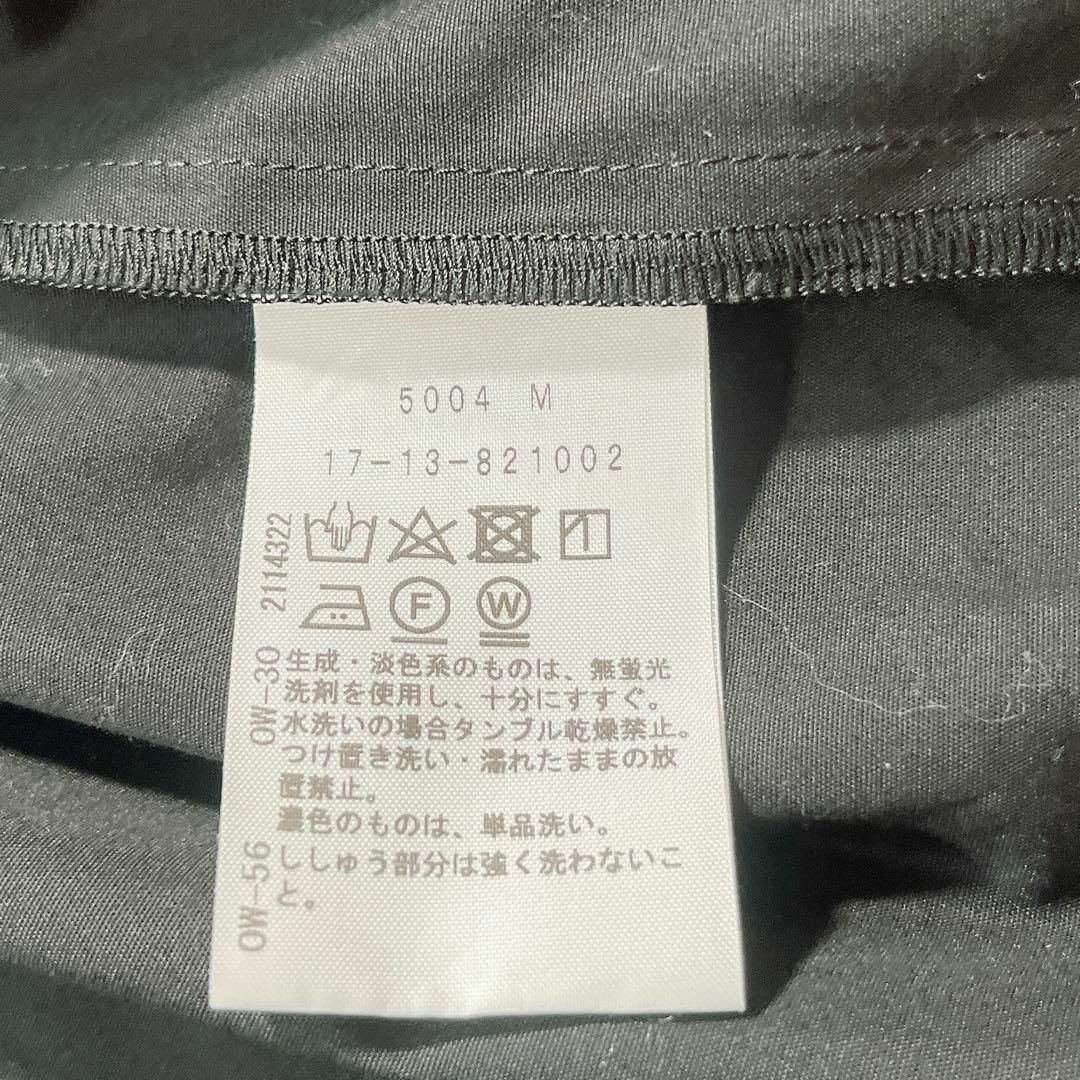 5004 M
17-13-821002
F
W
生成・淡色系のものは、無蛍光
洗剤を使用し、十分にすすぐ。
水洗いの場合タンブル乾燥禁止。
つけ置き洗い・濡れたままの放
置禁止。
濃色のものは、単品洗い。
ししゅう部分は強く洗わないこ
と。
2114322
OW-30
OW-56